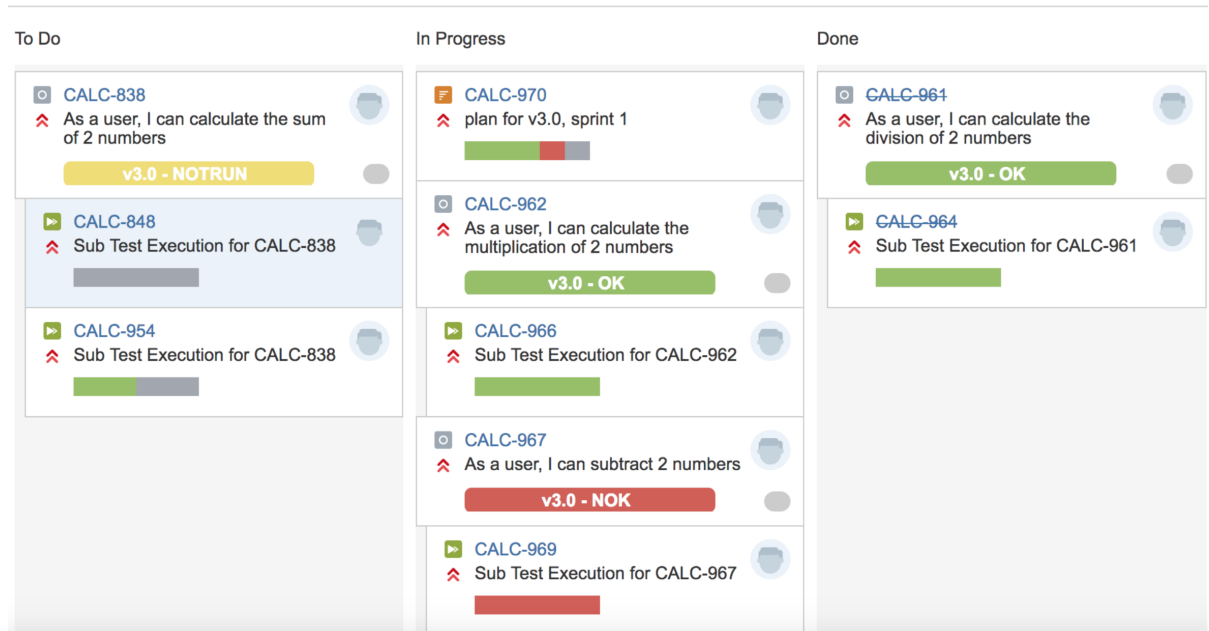 To Do
CALC-838
As a user, I can calculate the sum
of 2 numbers
v3.0 - NOTRUN
CALC-848
Sub Test Execution for CALC-838
CALC-954
Sub Test Execution for CALC-838
In Progress
CALC-970
plan for v3.0, sprint 1
CALC-962
As a user, I can calculate the
multiplication of 2 numbers
v3.0 - OK
CALC-966
Sub Test Execution for CALC-962
CALC-967
As a user, I can subtract 2 numbers
v3.0 - NOK
CALC-969
Sub Test Execution for CALC-967
Done
CALC-961
As a user, I can calculate the
division of 2 numbers
v3.0 - OK
CALC-964
Sub Test Execution for CALC-961